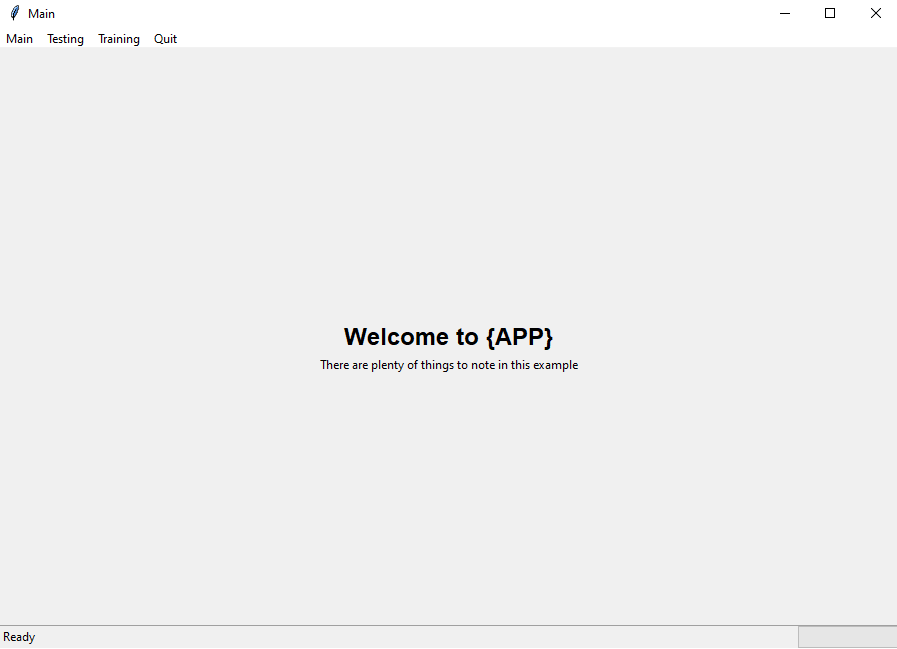 Main
Main Testing Training Quit
Welcome to {APP}
There are plenty of things to note in this example
Ready